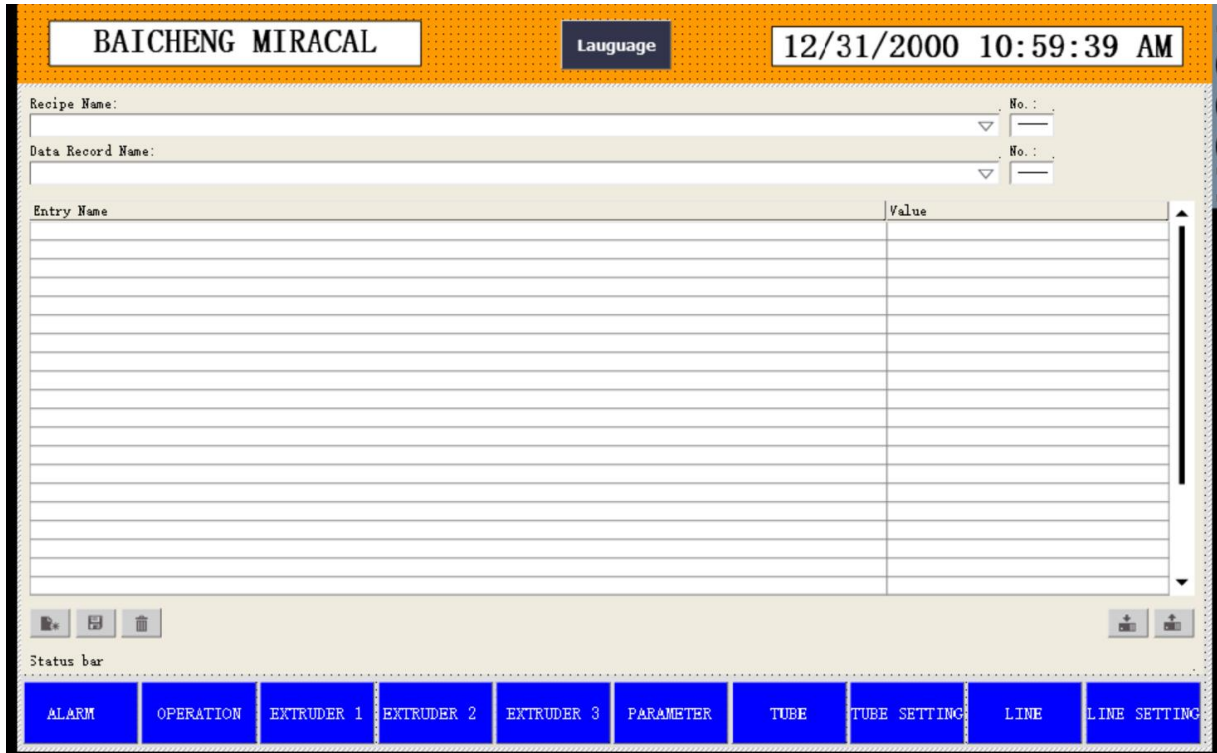 BAICHENG MIRACAL
Lauguage
12/31/2000 10:59:39 AM
Recipe Name:
No.:
Data Record Name:
No.:
Entry Name
Value
Status bar
ALARM
OPERATION
EXTRUDER 1
EXTRUDER 2
EXTRUDER 3
PARAMETER
TUBE
TUBE SETTING
LINE
LINE SETTING